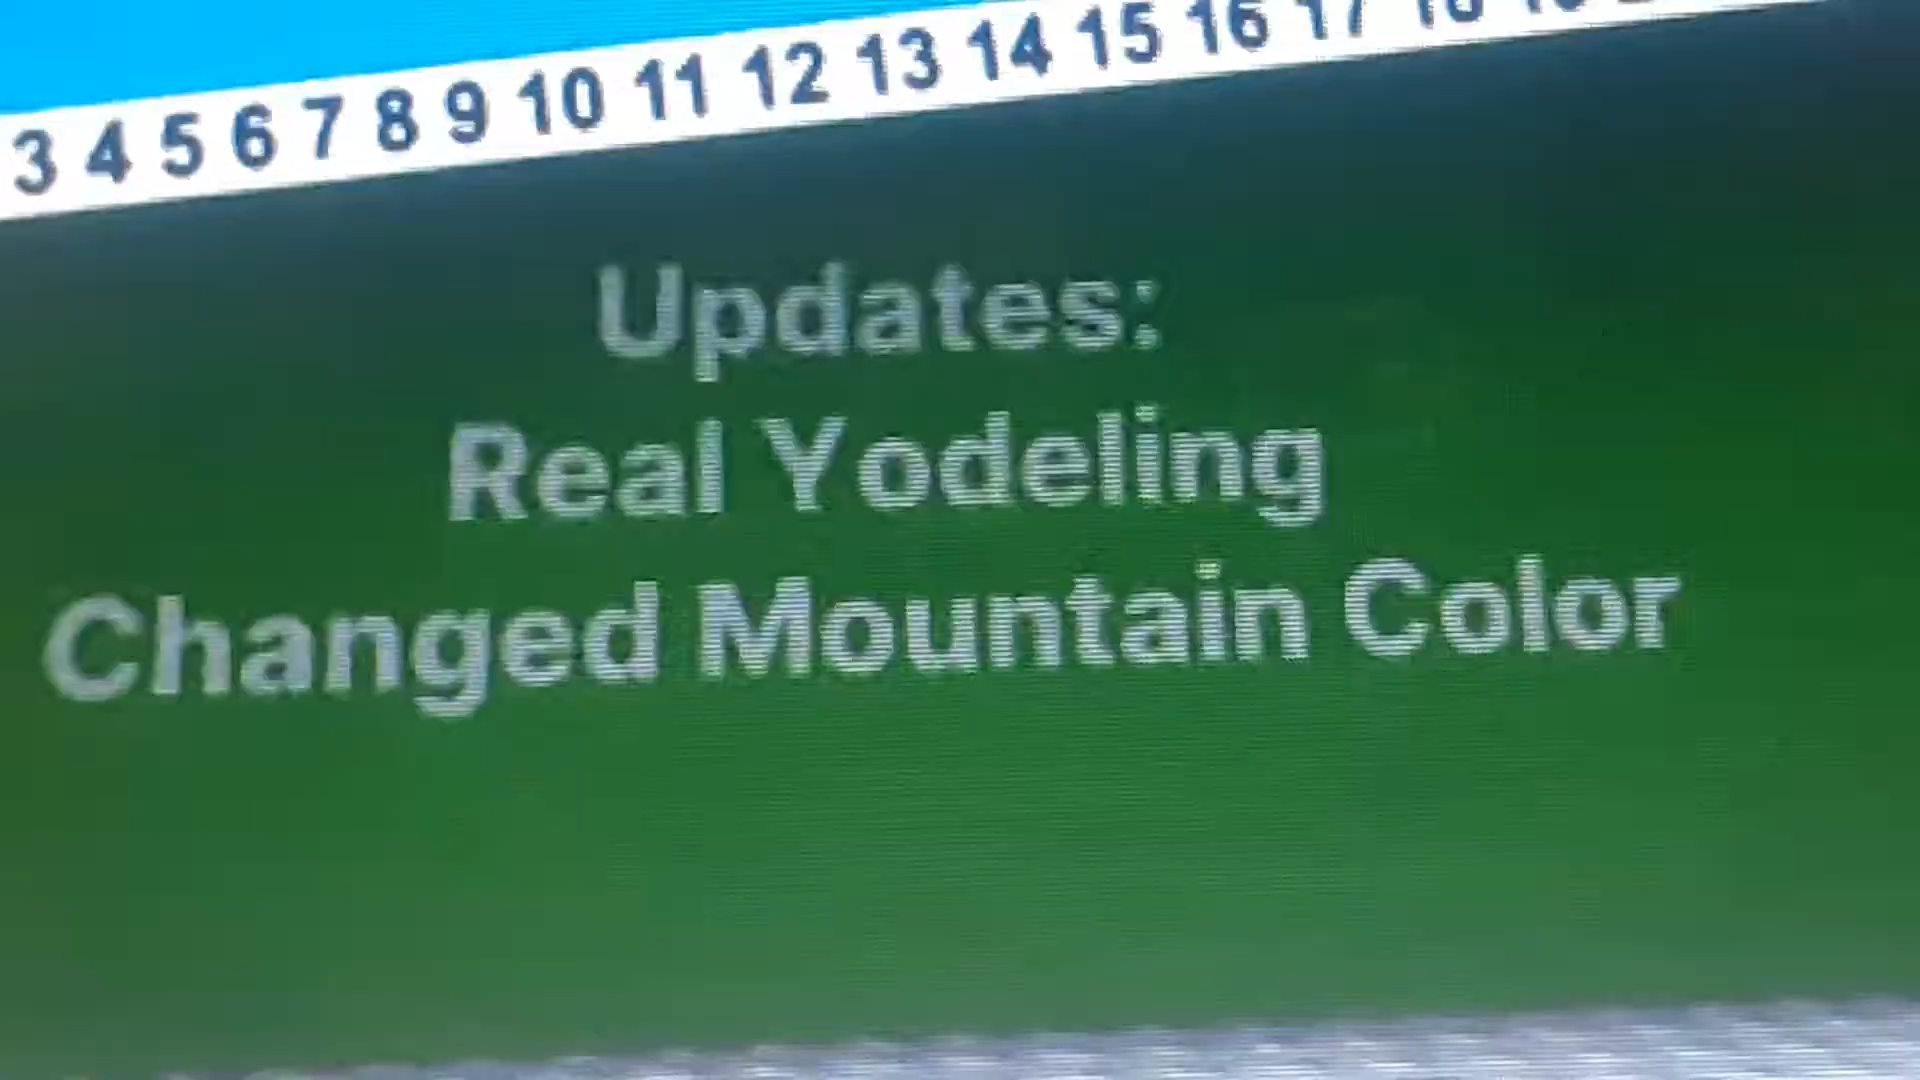 3 4 5 6 7 8 9 10 11 12 13 14 15 16 17
Updates:
Real Yodeling
Changed Mountain Color